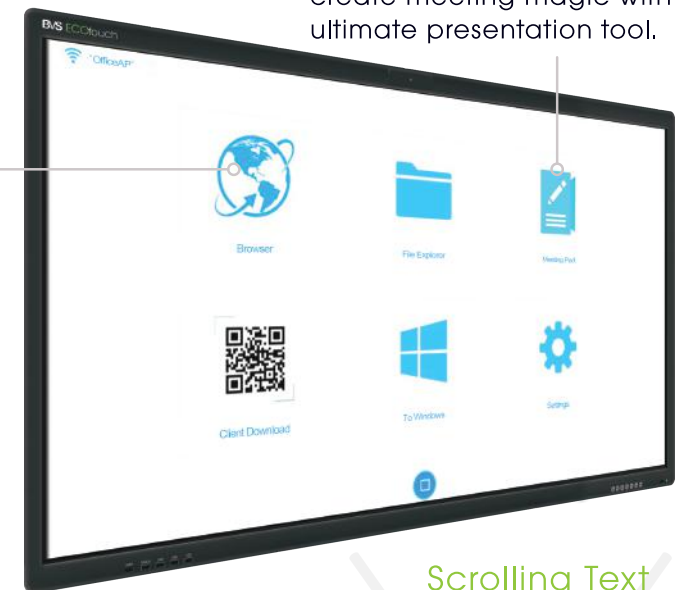 create meeting magic with
ultimate presentation tool.
BVS ECOtouch
"OfficeAP"
Browser
File Explorer
Meeting Pad
Client Download
To Windows
Settings
Scrolling Text